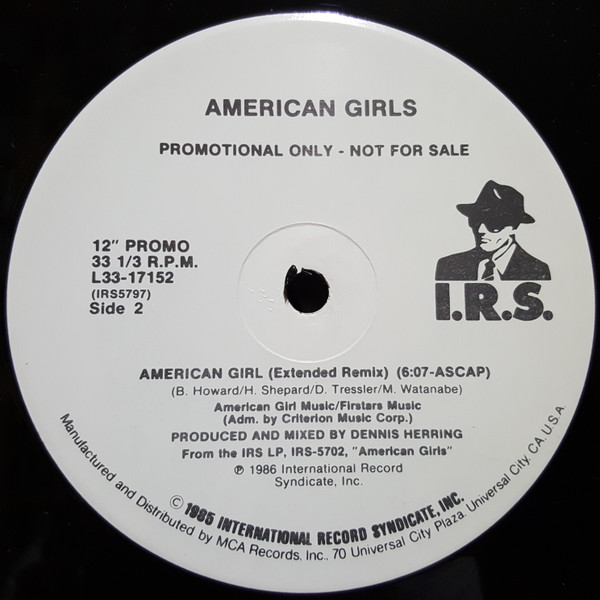 AMERICAN GIRLS
PROMOTIONAL ONLY - NOT FOR SALE
12" PROMO
33 1/3 R.P.M.
L33-17152
(IRS5797)
Side 2
I.R.S.
AMERICAN GIRL (Extended Remix) (6:07-ASCAP)
(B. Howard/H. Shepard/D. Tressler/M. Watanabe)
American Girl Music/Firstars Music
(Adm. by Criterion Music Corp.)
PRODUCED AND MIXED BY DENNIS HERRING
From the IRS LP, IRS-5702, "American Girls"
℗ 1986 International Record
Syndicate, Inc.
© 1985 INTERNATIONAL RECORD SYNDICATE, INC.
Manufactured and Distributed by MCA Records, Inc., 70 Universal City Plaza, Universal City, CA. U.S.A.